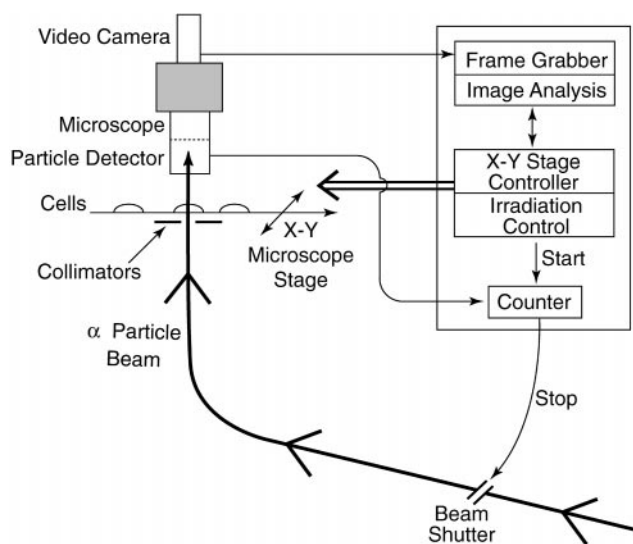 Video Camera
Frame Grabber
Image Analysis
Microscope
Particle Detector
X-Y Stage
Controller
Irradiation
Control
Cells
X-Y
Microscope
Stage
Collimators
Start
Counter
α Particle
Beam
Stop
Beam
Shutter